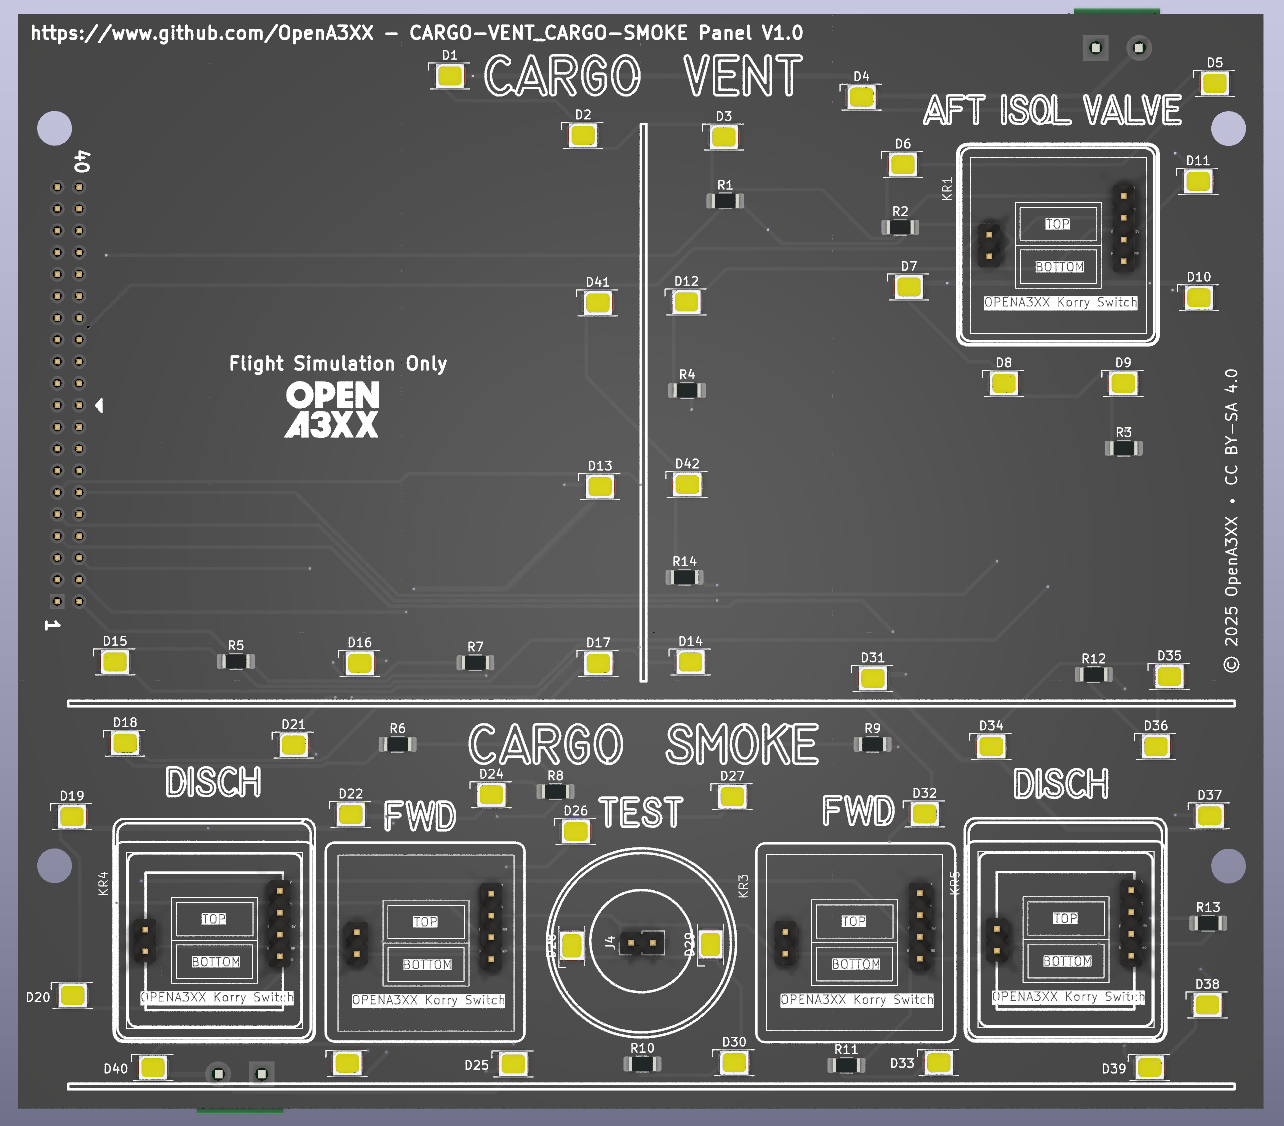 https://www.github.com/OpenA3XX - CARGO-VENT_CARGO-SMOKE Panel V1.0
D1
CARGO VENT
D4
D5
AFT ISOL VALVE
D2
D3
D6
D11
40
KR1
R1
R2
TOP
D7
BOTTOM
D10
D41
D12
OPENA3XX Korry Switch
Flight Simulation Only
OPEN
A3XX
R4
D8
D9
R3
© 2025 OpenA3XX • CC BY-SA 4.0
D13
D42
R14
1
D15
R5
D16
R7
D17
D14
D31
R12
D35
D18
D21
R6
CARGO SMOKE
R9
D34
D36
DISCH
D24
R8
D27
DISCH
D19
D22
FWD
D26
TEST
FWD
D32
D37
KR4
KR3
KR5
TOP
TOP
TOP
TOP
R13
J4
D29
BOTTOM
BOTTOM
BOTTOM
BOTTOM
D20
OPENA3XX Korry Switch
OPENA3XX Korry Switch
OPENA3XX Korry Switch
OPENA3XX Korry Switch
D38
D40
D25
R10
D30
R11
D33
D39